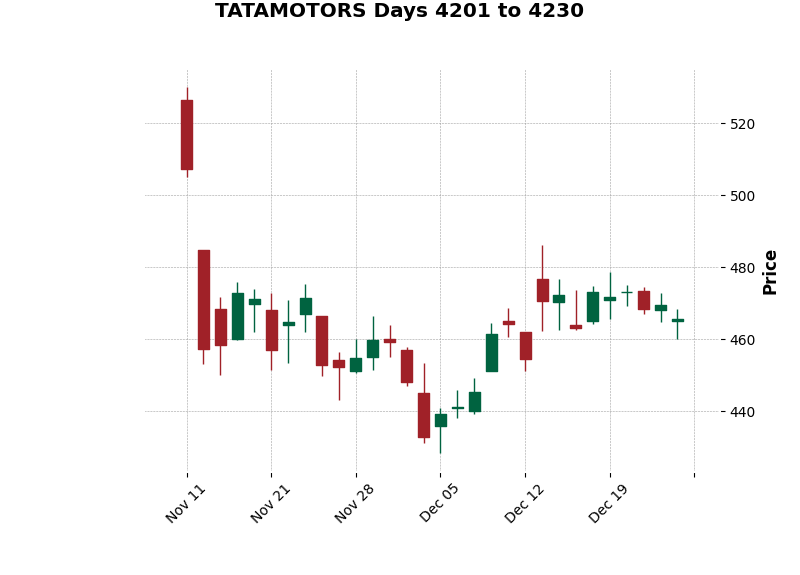 TATAMOTORS Days 4201 to 4230
520
500
480
460
440
Price
Nov 11
Nov 21
Nov 28
Dec 05
Dec 12
Dec 19